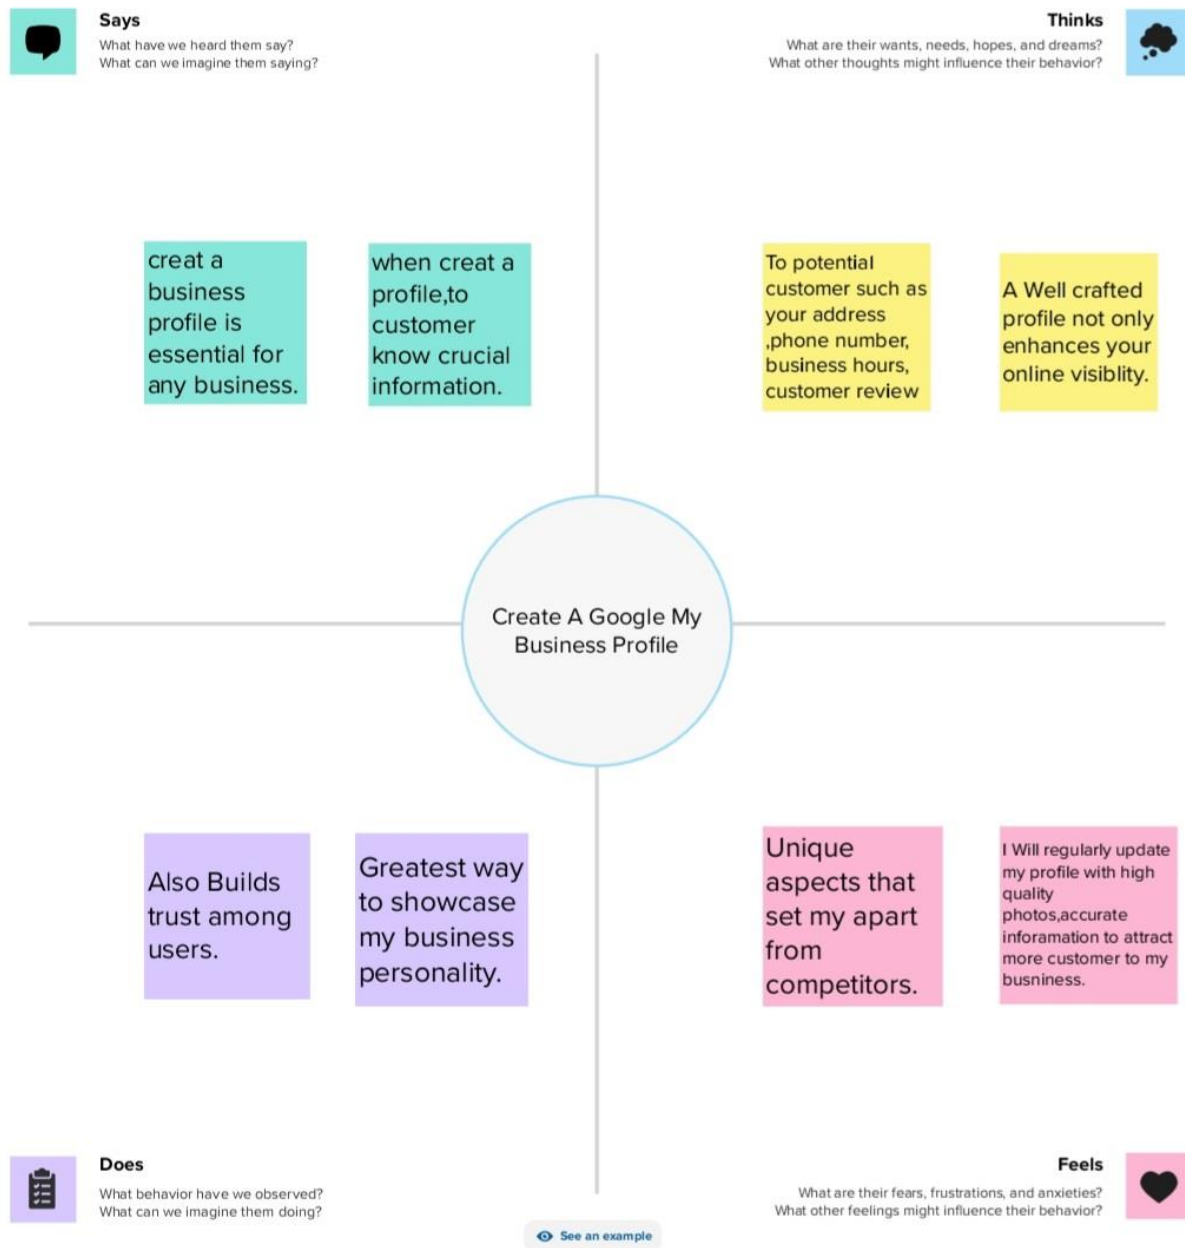 Says
What have we heard them say?
What can we imagine them saying?
Thinks
What are their wants, needs, hopes, and dreams?
What other thoughts might influence their behavior?
creat a
business
profile is
essential for
any business.
when creat a
profile,to
customer
know crucial
information.
To potential
customer such as
your address
,phone number,
business hours,
customer review
A Well crafted
profile not only
enhances your
online visiblity.
Create A Google My
Business Profile
Also Builds
trust among
users.
Greatest way
to showcase
my business
personality.
Unique
aspects that
set my apart
from
competitors.
I Will regularly update
my profile with high
quality
photos,accurate
inforamation to attract
more customer to my
busniness.
Does
What behavior have we observed?
What can we imagine them doing?
Feels
What are their fears, frustrations, and anxieties?
What other feelings might influence their behavior?
See an example